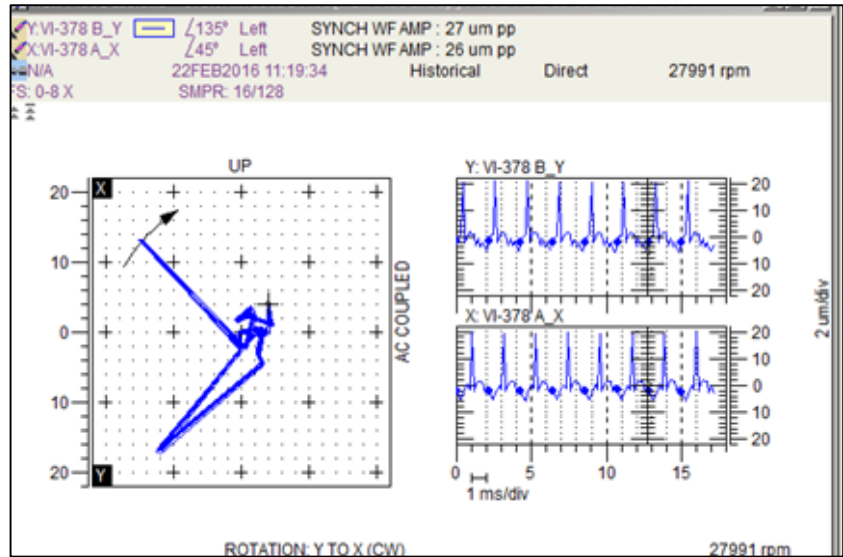 Y:VI-378 B_Y ∠135° Left SYNCH WF AMP : 27 um pp
X:VI-378 A_X ∠45° Left SYNCH WF AMP : 26 um pp
N/A 22FEB2016 11:19:34 Historical Direct 27991 rpm
FS: 0-8 X SMPR: 16/128
UP
X
20
10
0
10
20
Y
AC COUPLED
Y: VI-378 B_Y
20
10
0
10
20
X: VI-378 A_X
20
10
0
10
20
2 um/div
0 5 10 15
1 ms/div
ROTATION: Y TO X (CW) 27991 rpm